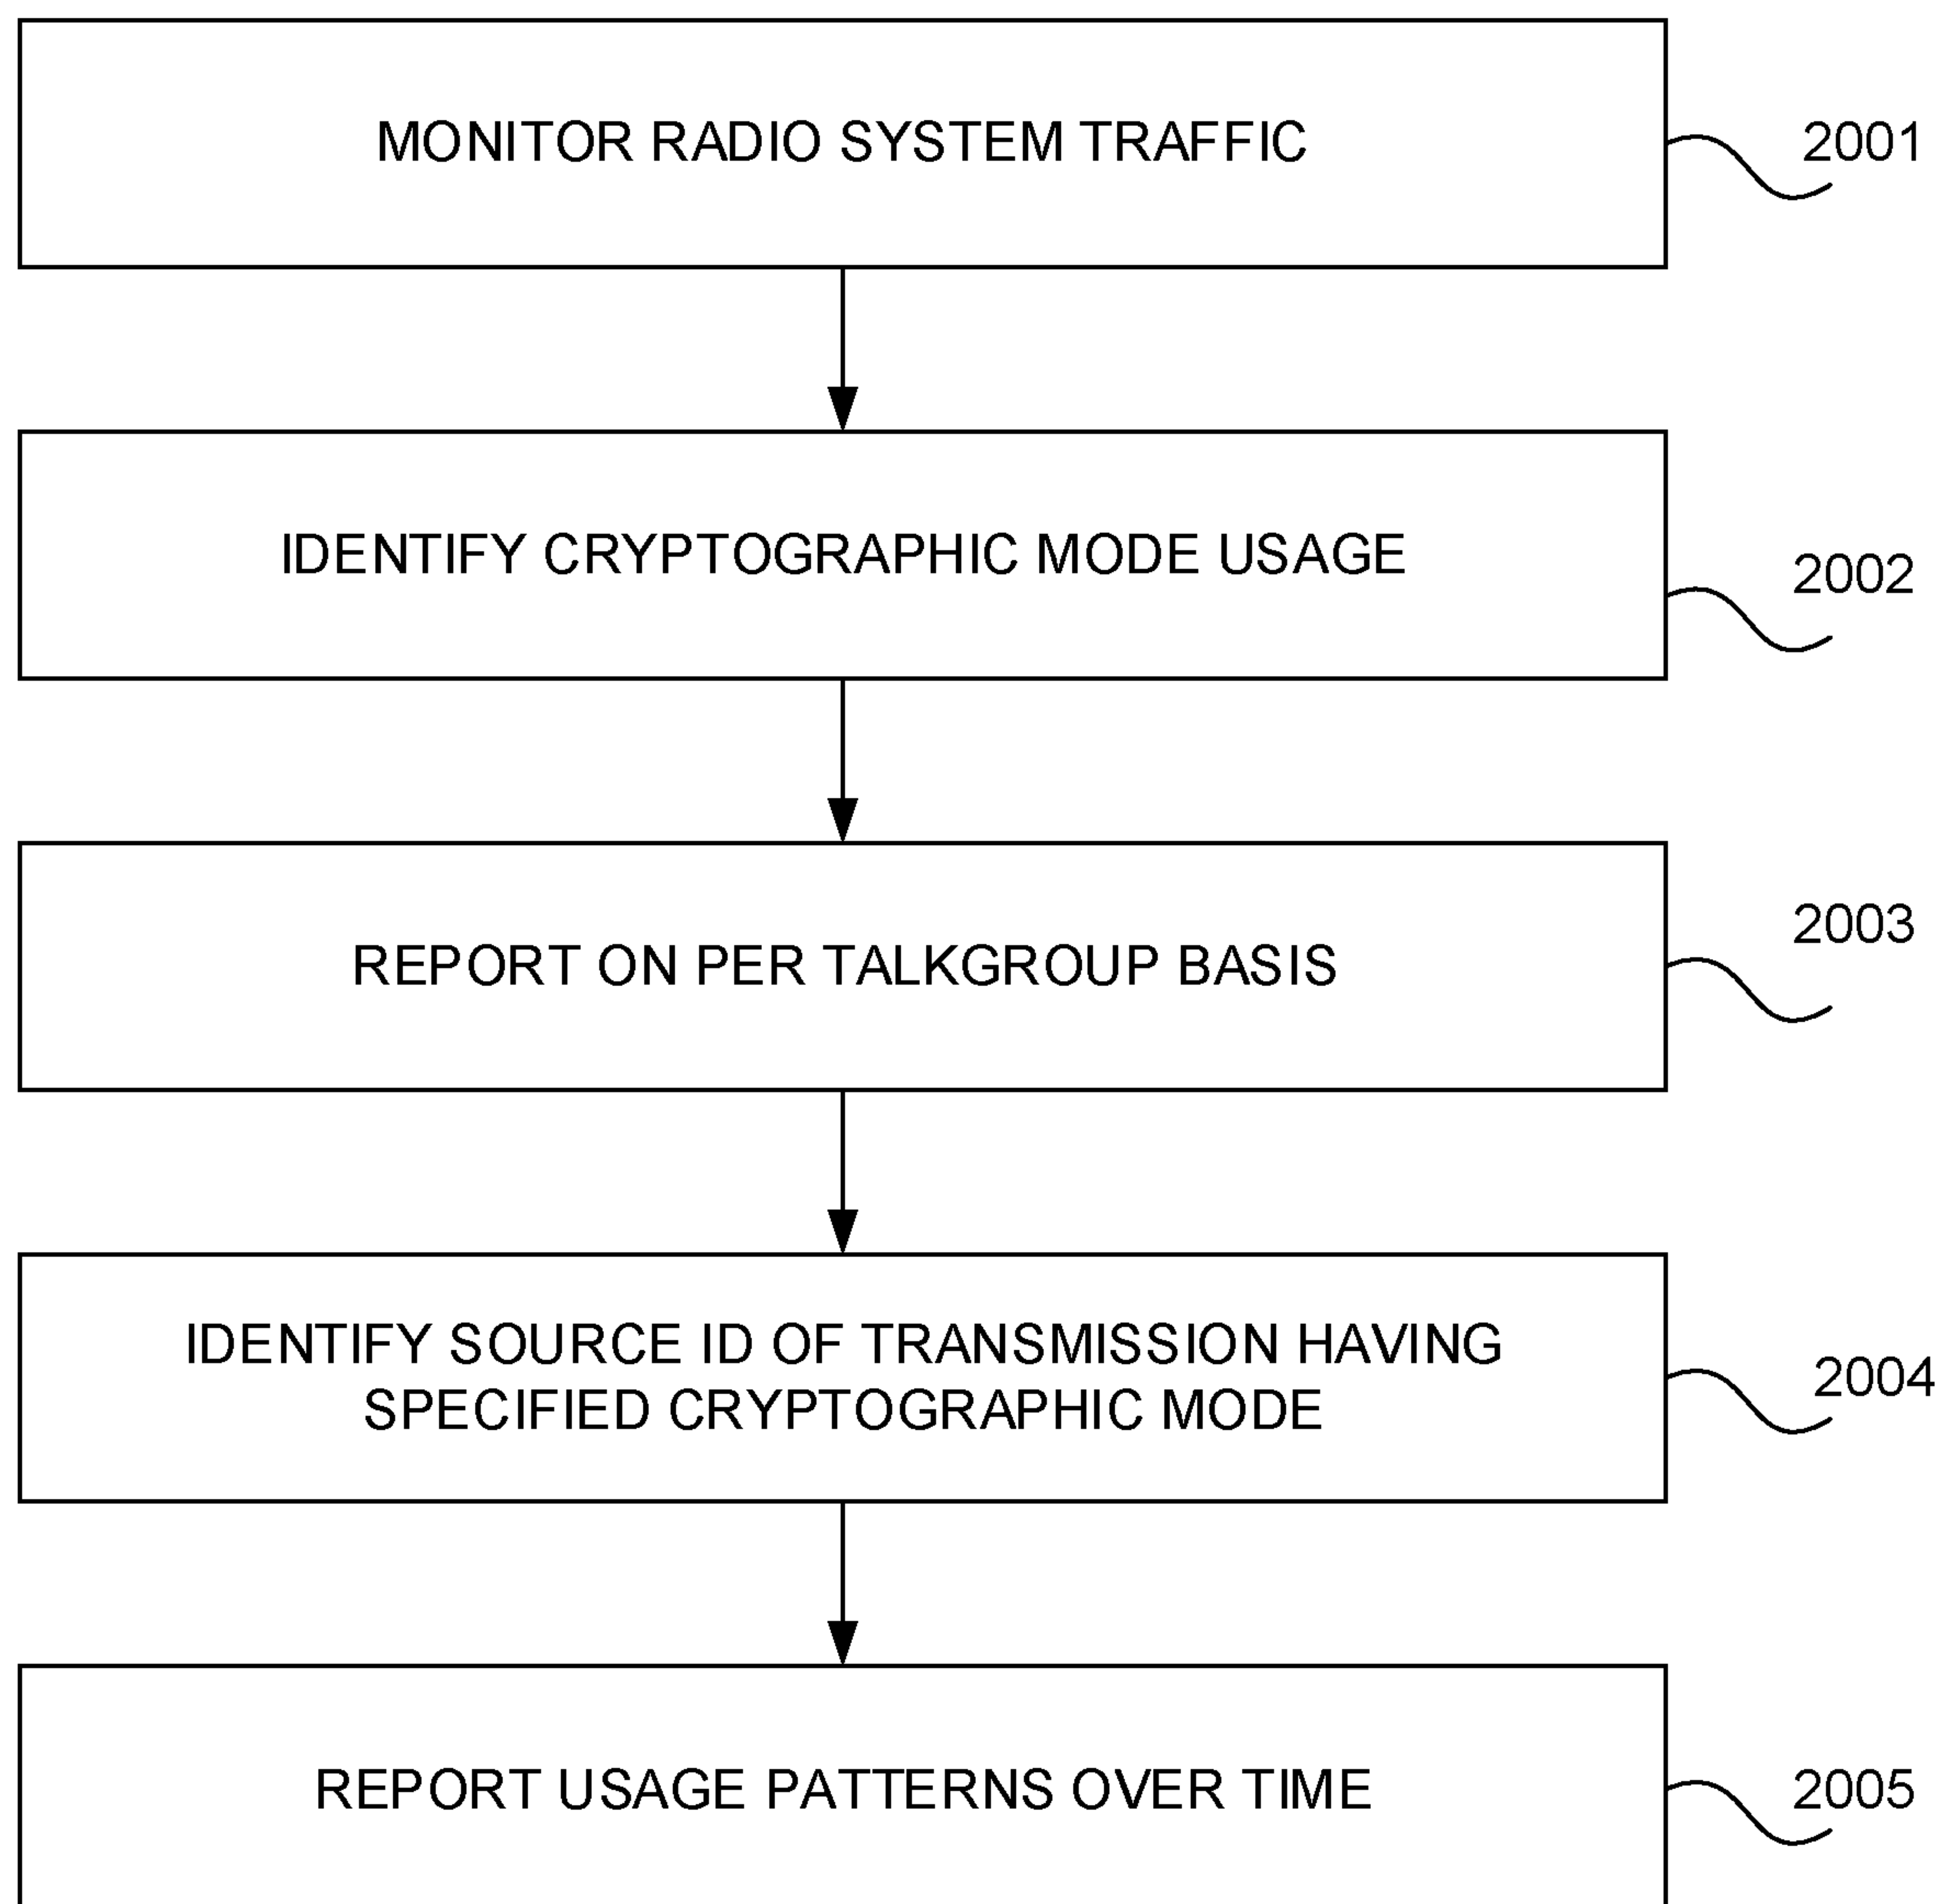 MONITOR RADIO SYSTEM TRAFFIC
2001
IDENTIFY CRYPTOGRAPHIC MODE USAGE
2002
REPORT ON PER TALKGROUP BASIS
2003
IDENTIFY SOURCE ID OF TRANSMISSION HAVING
SPECIFIED CRYPTOGRAPHIC MODE
2004
REPORT USAGE PATTERNS OVER TIME
2005